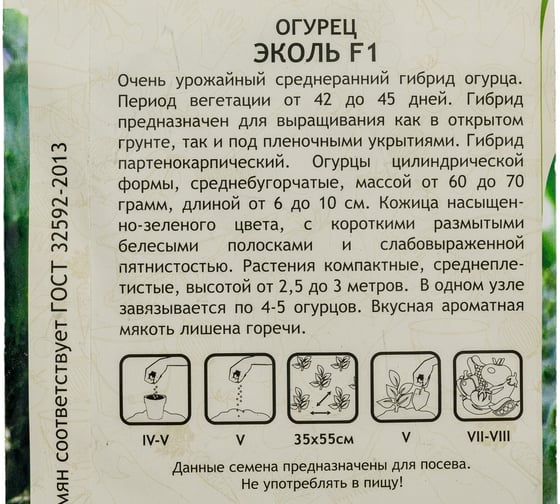 ОГУРЕЦ
ЭКОЛЬ F1
Очень урожайный среднеранний гибрид огурца.
Период вегетации от 42 до 45 дней. Гибрид
предназначен для выращивания как в открытом
грунте, так и под пленочными укрытиями. Гибрид
партенокарпический. Огурцы цилиндрической
формы, среднебугорчатые, массой от 60 до 70
грамм, длиной от 6 до 10 см. Кожица насыщен-
но-зеленого цвета, с короткими размытыми
белесыми полосками и слабовыраженной
пятнистостью. Растения компактные, среднепле-
тистые, высотой от 2,5 до 3 метров. В одном узле
завязывается по 4-5 огурцов. Вкусная ароматная
мякоть лишена горечи.
IV-V V 35х55см V VII-VIII
Данные семена предназначены для посева.
Не употреблять в пищу!
мян соответствует ГОСТ 32592-2013